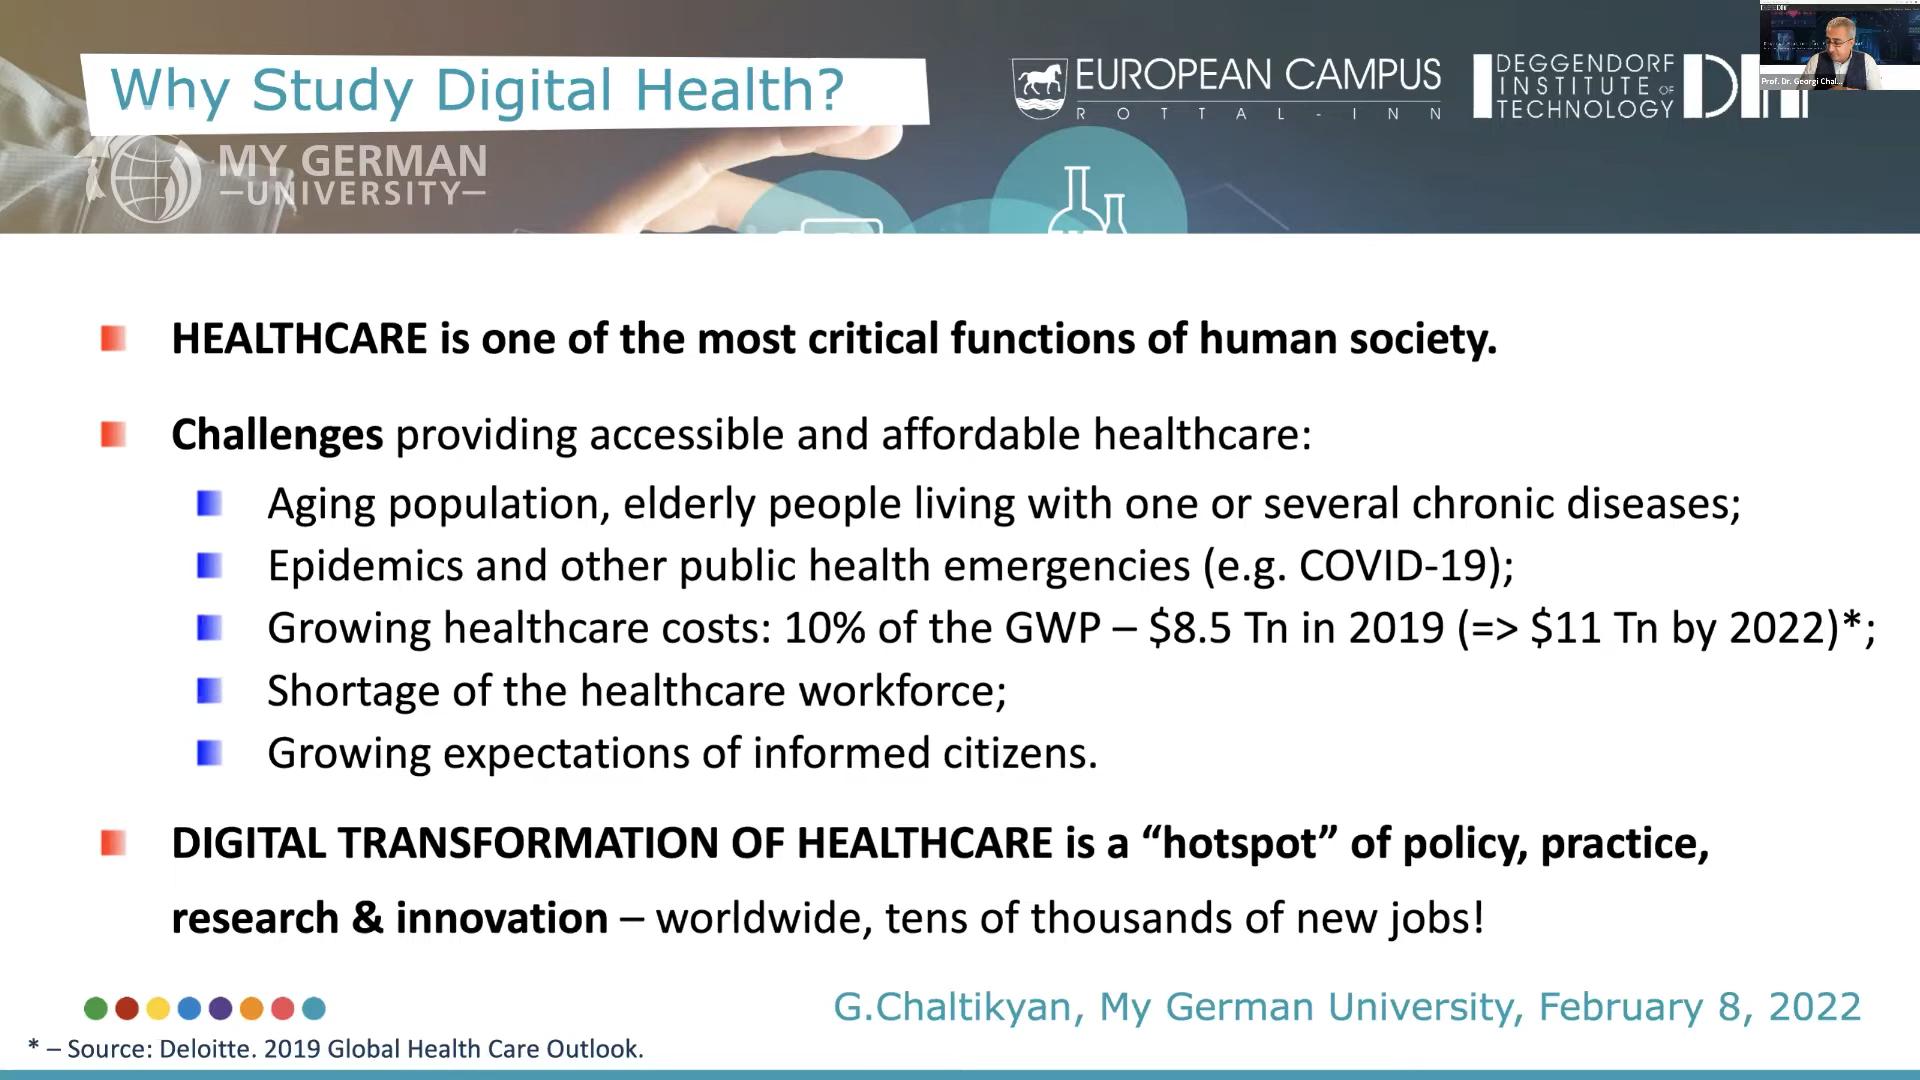 Why Study Digital Health?
EUROPEAN CAMPUS
ROTTAL-INN
DEGGENDORF
INSTITUTE OF
TECHNOLOGY
Prof. Dr. Georgi Chal...
MY GERMAN
UNIVERSITY
HEALTHCARE is one of the most critical functions of human society.
Challenges providing accessible and affordable healthcare:
Aging population, elderly people living with one or several chronic diseases;
Epidemics and other public health emergencies (e.g. COVID-19);
Growing healthcare costs: 10% of the GWP – $8.5 Tn in 2019 (=> $11 Tn by 2022)*;
Shortage of the healthcare workforce;
Growing expectations of informed citizens.
DIGITAL TRANSFORMATION OF HEALTHCARE is a “hotspot” of policy, practice,
research & innovation – worldwide, tens of thousands of new jobs!
G.Chaltikyan, My German University, February 8, 2022
* – Source: Deloitte. 2019 Global Health Care Outlook.